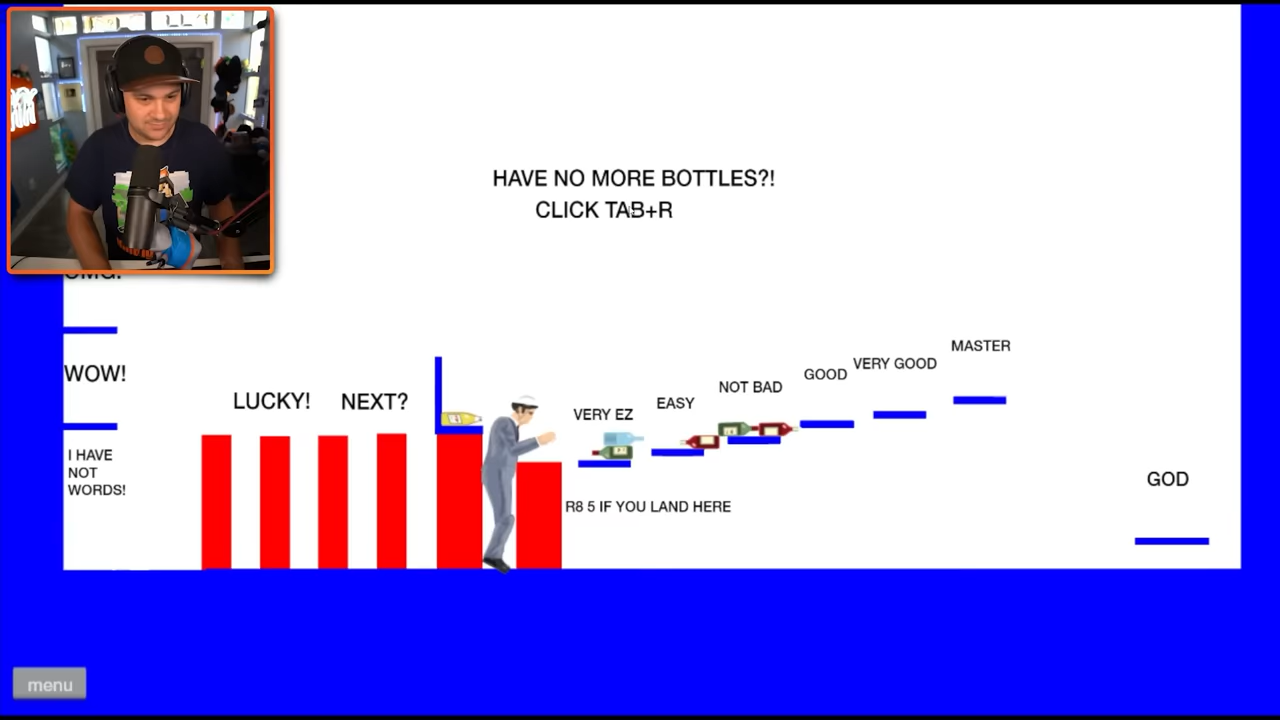 HAVE NO MORE BOTTLES?!
CLICK TAB+R
OMG!
WOW!
I HAVE
NOT
WORDS!
LUCKY!
NEXT?
VERY EZ
EASY
NOT BAD
GOOD
VERY GOOD
MASTER
GOD
R8 5 IF YOU LAND HERE
menu